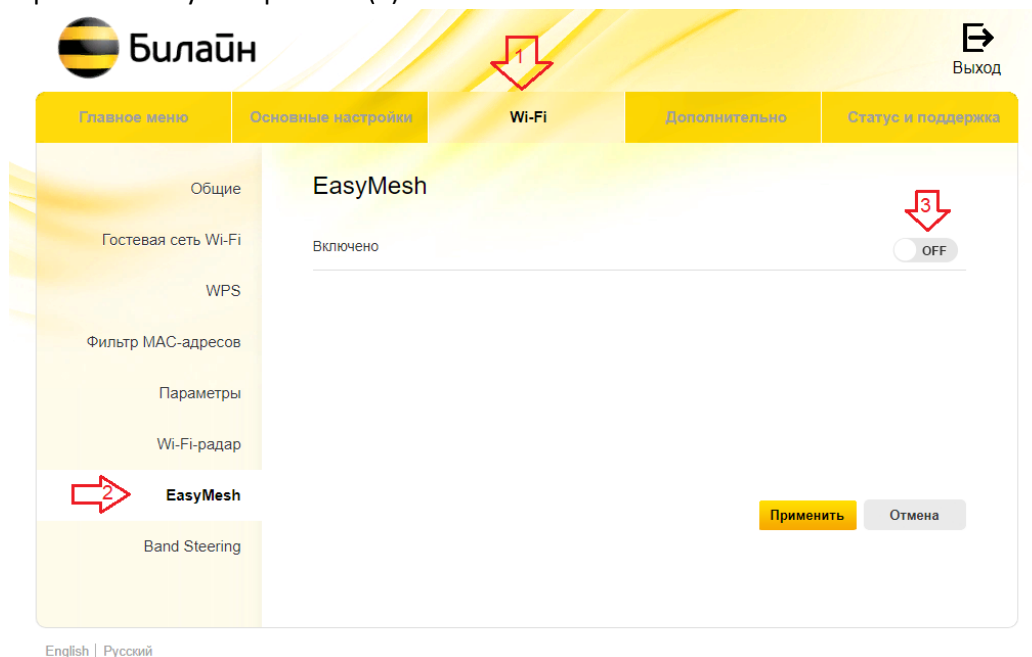 Билайн
Выход
1
Главное меню
Основные настройки
Wi-Fi
Дополнительно
Статус и поддержка
Общие
Гостевая сеть Wi-Fi
WPS
Фильтр MAC-адресов
Параметры
Wi-Fi-радар
2
EasyMesh
Band Steering
EasyMesh
3
Включено
OFF
Применить
Отмена
English | Русский